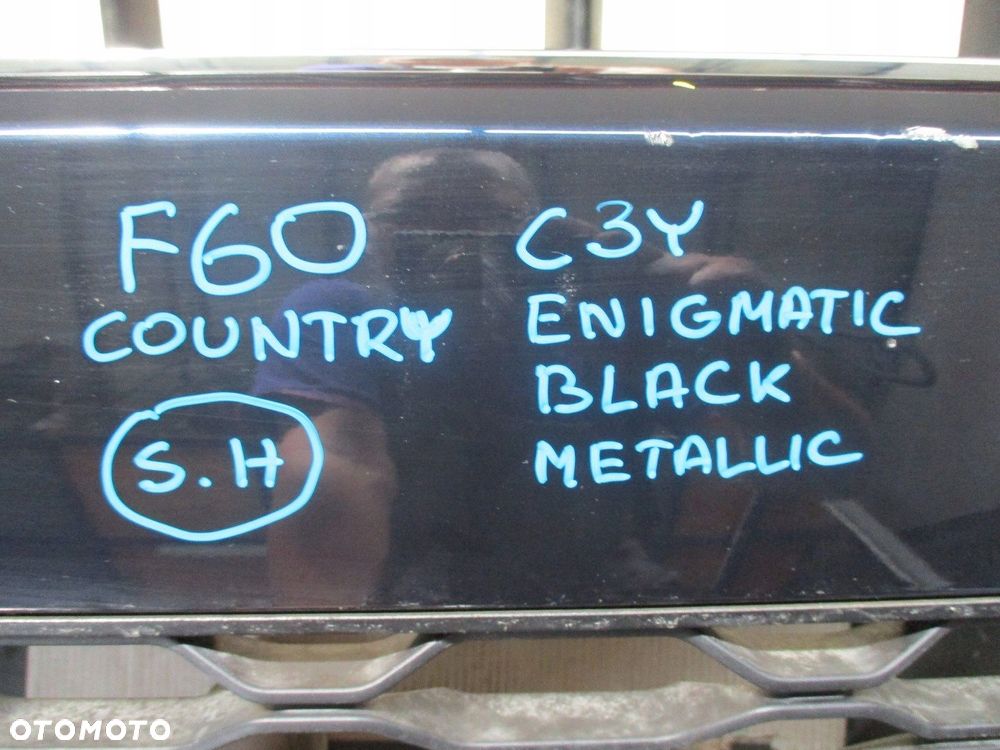 F60
COUNTRY
S.H
C3Y
ENIGMATIC
BLACK
METALLIC
OTOMOTO